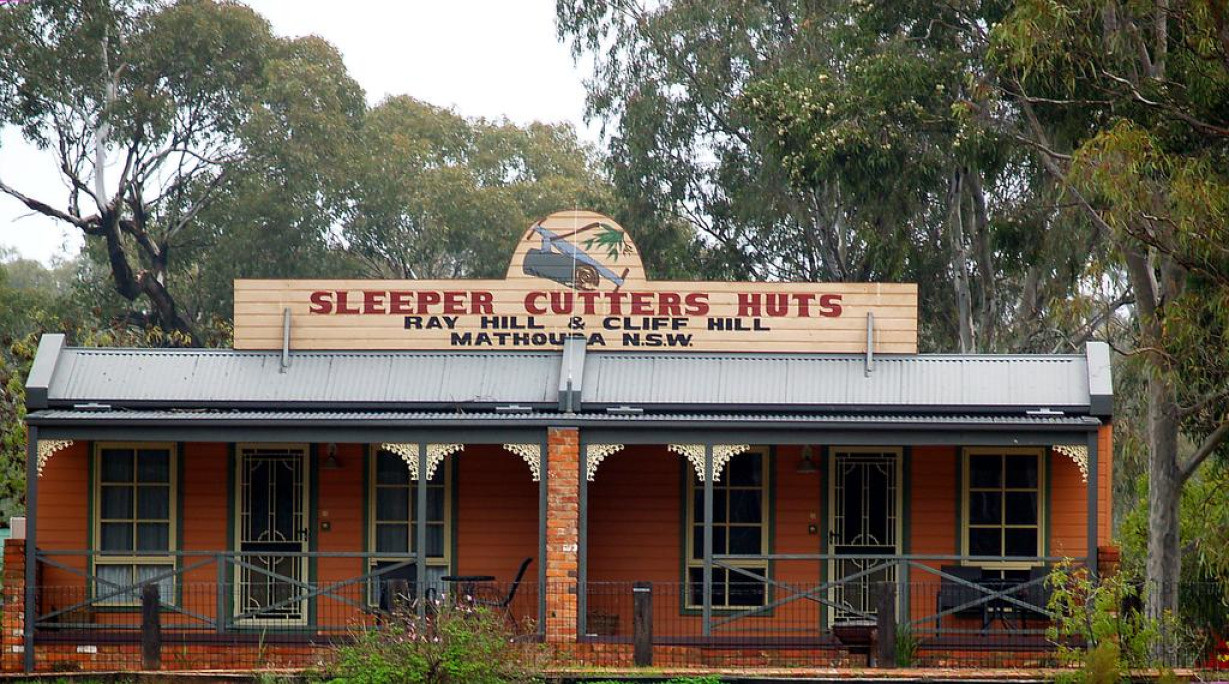 SLEEPER CUTTERS HUTS
RAY HILL & CLIFF HILL
MATHOURA N.S.W.